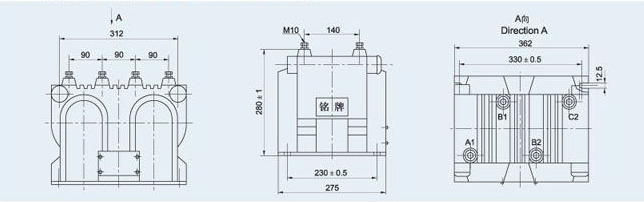 A
312
90 90 90
M10 140
280±1
铭牌
230±0.5
275
A向
Direction A
362
330±0.5
12.5
B1 C2
A1 B2